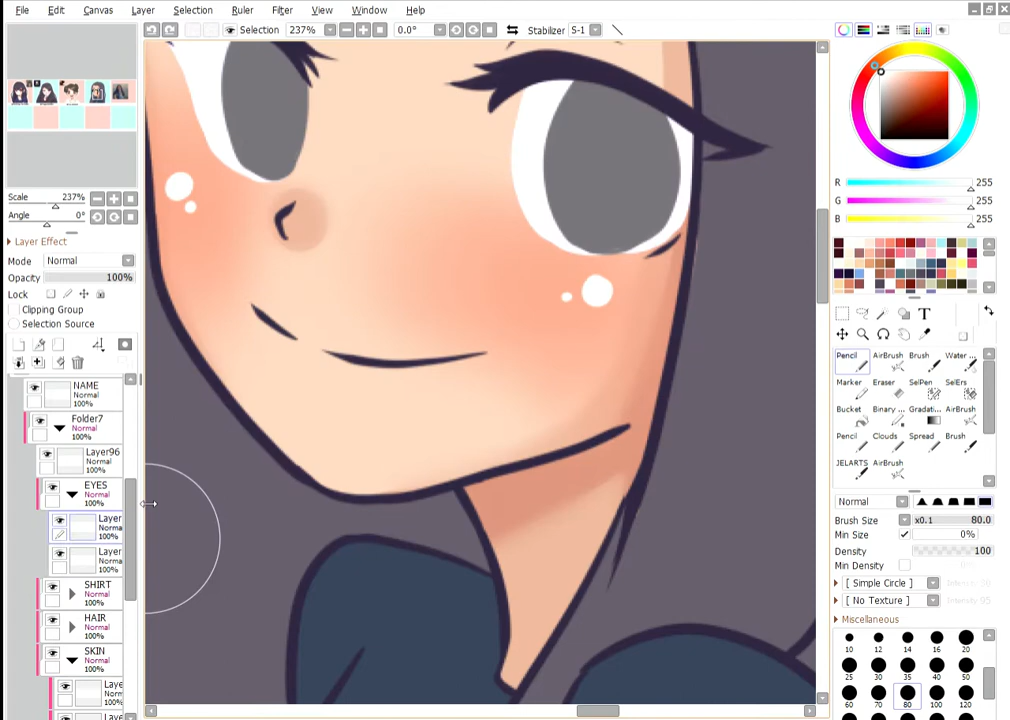 File Edit Canvas Layer Selection Ruler Filter View Window Help
Selection 237% 0.0° Stabilizer S-1
Scale 237%
Angle 0°
Layer Effect
Mode Normal
Opacity 100%
Lock
Clipping Group
Selection Source
NAME
Normal
100%
Folder7
Normal
100%
Layer96
Normal
100%
EYES
Normal
100%
Layer
Norma
100%
Layer
Norma
100%
SHIRT
Normal
100%
HAIR
Normal
100%
SKIN
Normal
100%
Norm
100%
R 255
G 255
B 255
T
Pencil AirBrush Brush Water ...
Marker Eraser SelPen SelErs
Bucket Binary ... Gradati... AirBrush
Pencil Clouds Spread Brush
JELARTS AirBrush
Normal
Brush Size x0.1 80.0
Min Size 0%
Density 100
Min Density
[ Simple Circle ]
[ No Texture ] Intensity 95
Miscellaneous
10 12 14 16 20
25 30 35 40 50
60 70 80 100 120